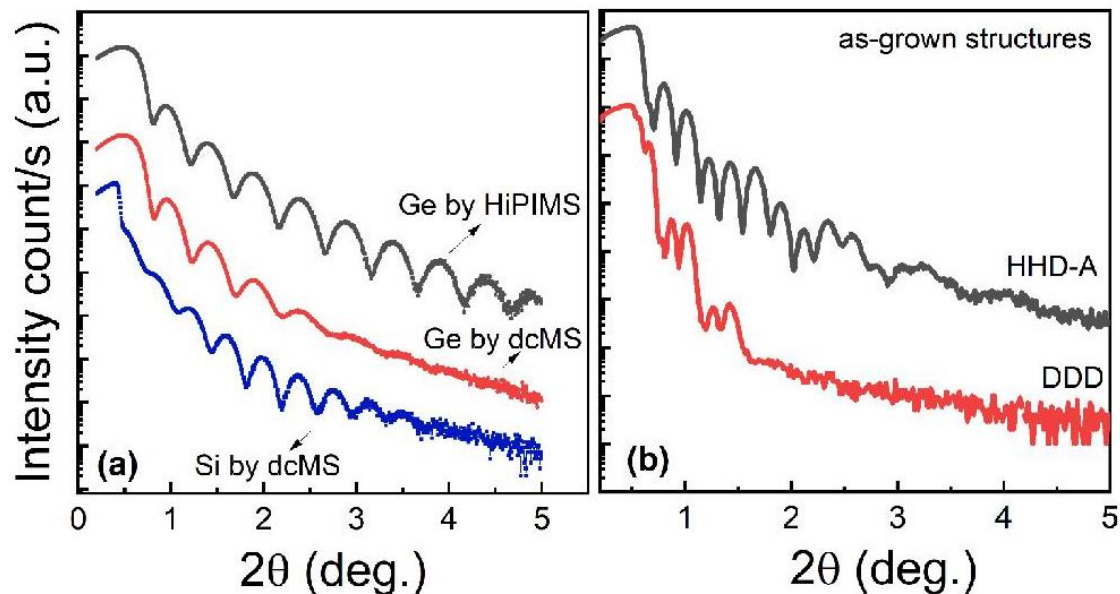 Intensity count/s (a.u.)
Ge by HiPIMS
Ge by dcMS
Si by dcMS
(a)
0 1 2 3 4 5
2θ (deg.)
as-grown structures
HHD-A
DDD
(b)
1 2 3 4 5
2θ (deg.)